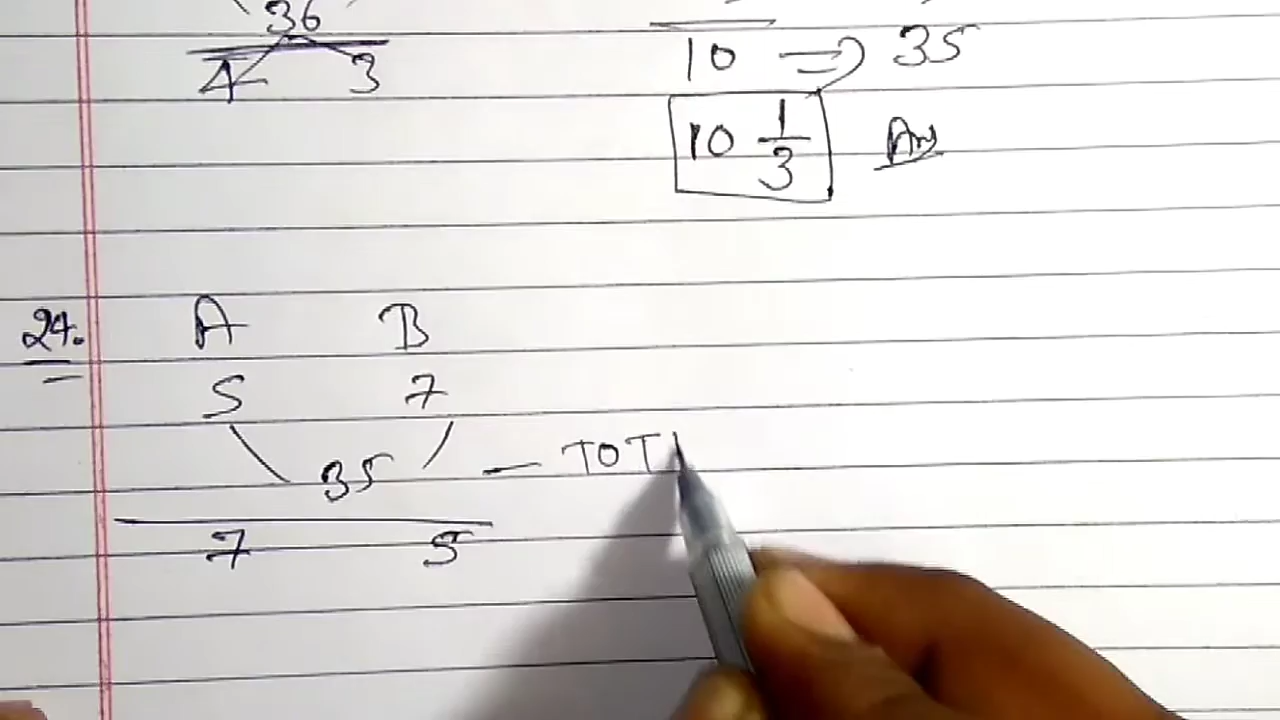 36
4 3
10 => 35
10 1/3 Ans
24. A B
5 7
35 — TOT
7 5